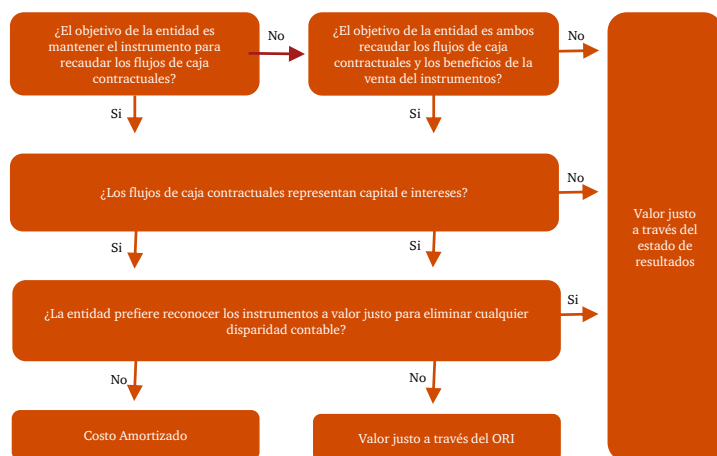 ¿El objetivo de la entidad es
mantener el instrumento para
recaudar los flujos de caja
contractuales?
No
¿El objetivo de la entidad es ambos
recaudar los flujos de caja
contractuales y los beneficios de la
venta del instrumentos?
No
Si
Si
¿Los flujos de caja contractuales representan capital e intereses?
No
Valor justo
a través del
estado de
resultados
Si
Si
¿La entidad prefiere reconocer los instrumentos a valor justo para eliminar cualquier
disparidad contable?
Si
No
No
Costo Amortizado
Valor justo a través del ORI